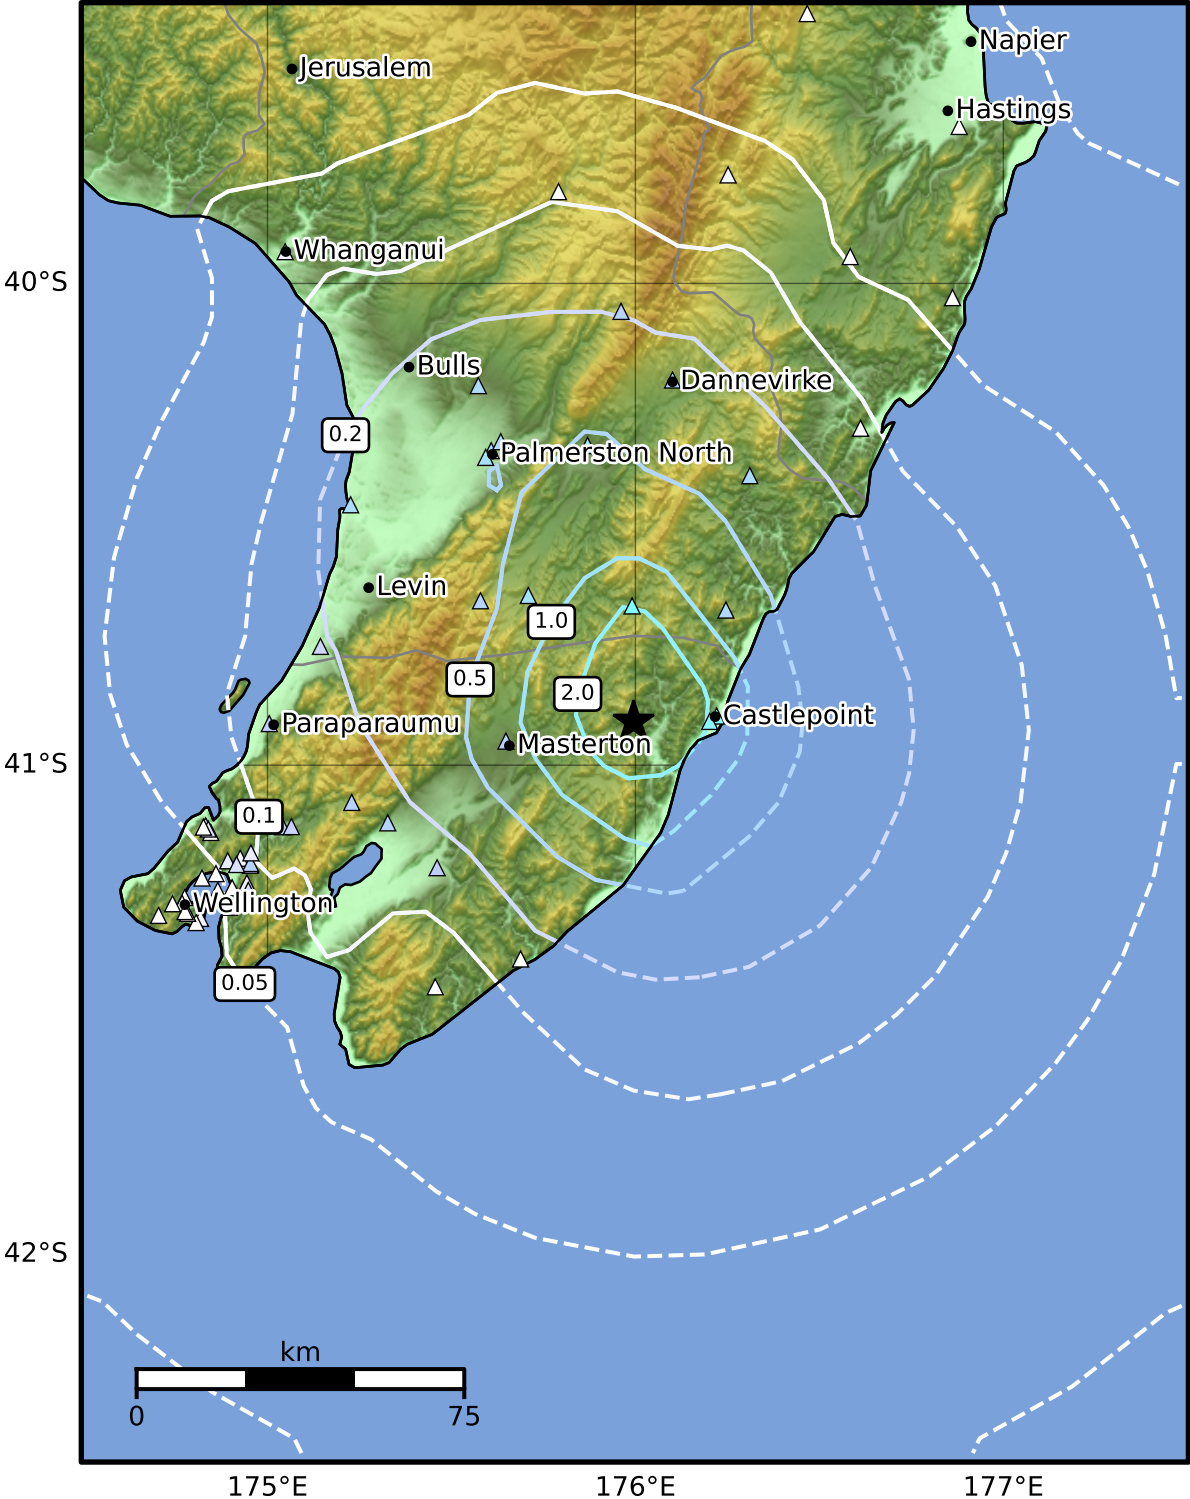 Napier
Jerusalem
Hastings
Whanganui
40°S
Bulls
Dannevirke
0.2
Palmerston North
Levin
1.0
0.5
2.0
Castlepoint
Paraparaumu
Masterton
41°S
0.1
Wellington
0.05
42°S
km
0 75
175°E 176°E 177°E